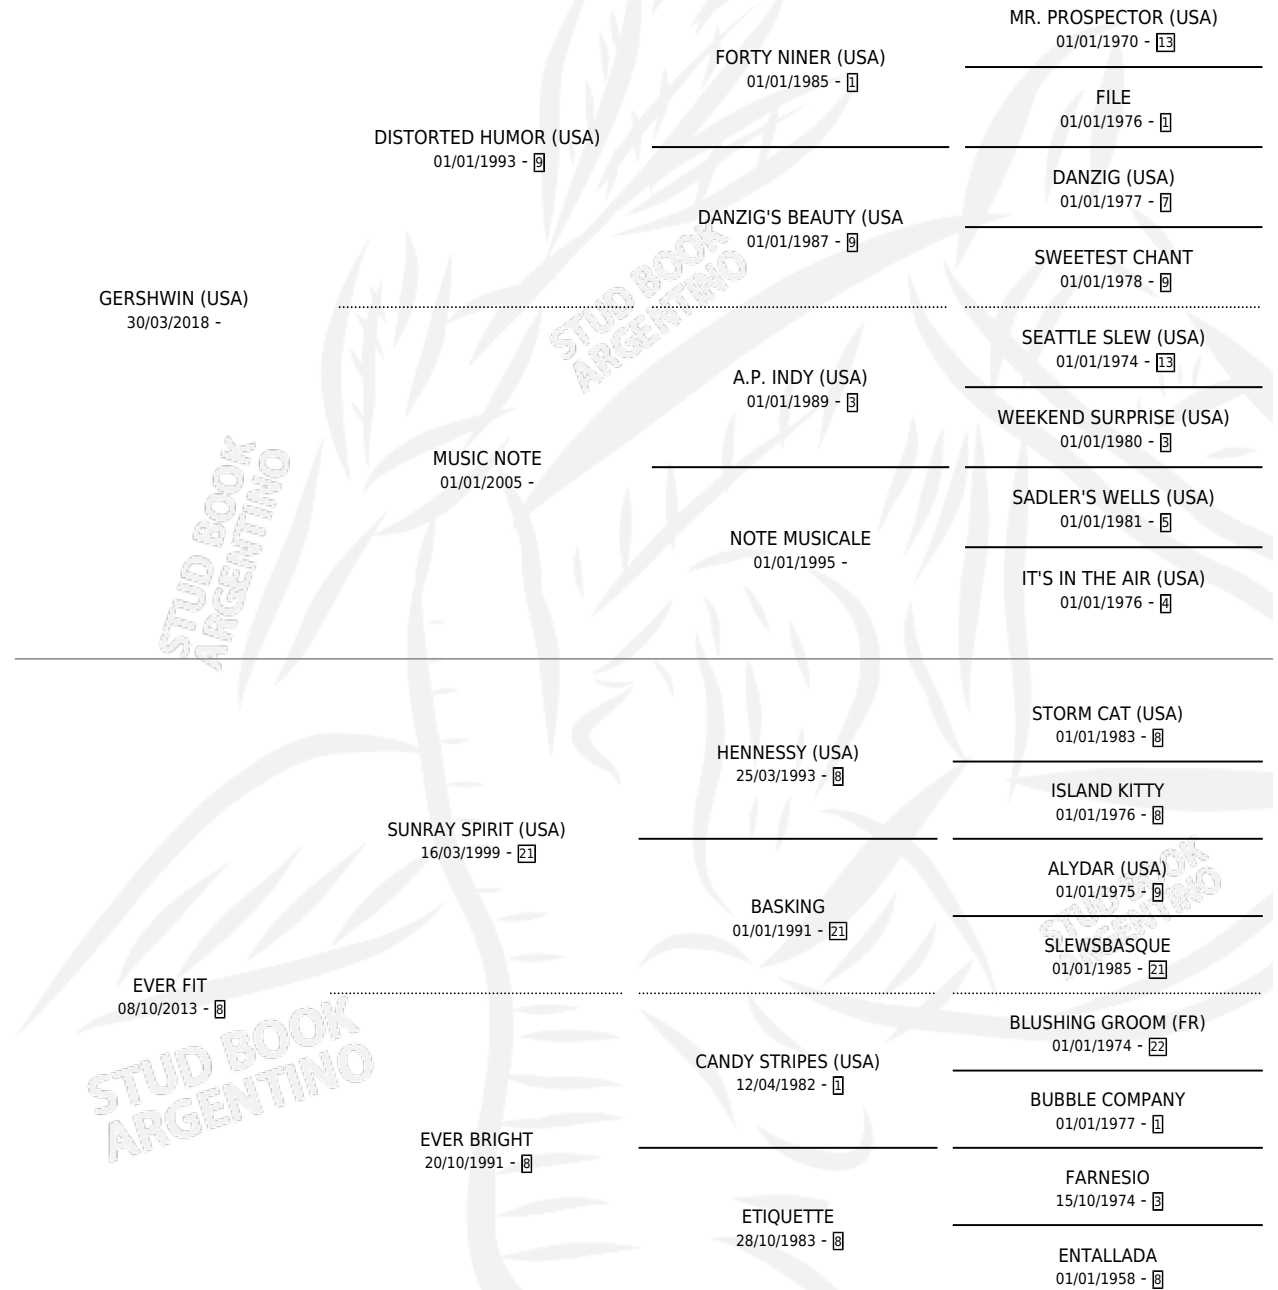 MR. PROSPECTOR (USA)
01/01/1970 - 13
FORTY NINER (USA)
01/01/1985 - 1
FILE
01/01/1976 - 1
DISTORTED HUMOR (USA)
01/01/1993 - 9
DANZIG (USA)
01/01/1977 - 7
DANZIG'S BEAUTY (USA
01/01/1987 - 9
SWEETEST CHANT
01/01/1978 - 9
GERSHWIN (USA)
30/03/2018 -
SEATTLE SLEW (USA)
01/01/1974 - 13
A.P. INDY (USA)
01/01/1989 - 3
WEEKEND SURPRISE (USA)
01/01/1980 - 3
MUSIC NOTE
01/01/2005 -
SADLER'S WELLS (USA)
01/01/1981 - 5
NOTE MUSICALE
01/01/1995 -
IT'S IN THE AIR (USA)
01/01/1976 - 4
STORM CAT (USA)
01/01/1983 - 8
HENNESSY (USA)
25/03/1993 - 8
ISLAND KITTY
01/01/1976 - 8
SUNRAY SPIRIT (USA)
16/03/1999 - 21
ALYDAR (USA)
01/01/1975 - 9
BASKING
01/01/1991 - 21
SLEWSBASQUE
01/01/1985 - 21
EVER FIT
08/10/2013 - 8
BLUSHING GROOM (FR)
01/01/1974 - 22
CANDY STRIPES (USA)
12/04/1982 - 1
BUBBLE COMPANY
01/01/1977 - 1
EVER BRIGHT
20/10/1991 - 8
FARNESIO
15/10/1974 - 3
ETIQUETTE
28/10/1983 - 8
ENTALLADA
01/01/1958 - 8
STUD BOOK
ARGENTINO
STUD BOOK
ARGENTINO
STUD BOOK
ARGENTINO
STUD BOOK
ARGENTINO